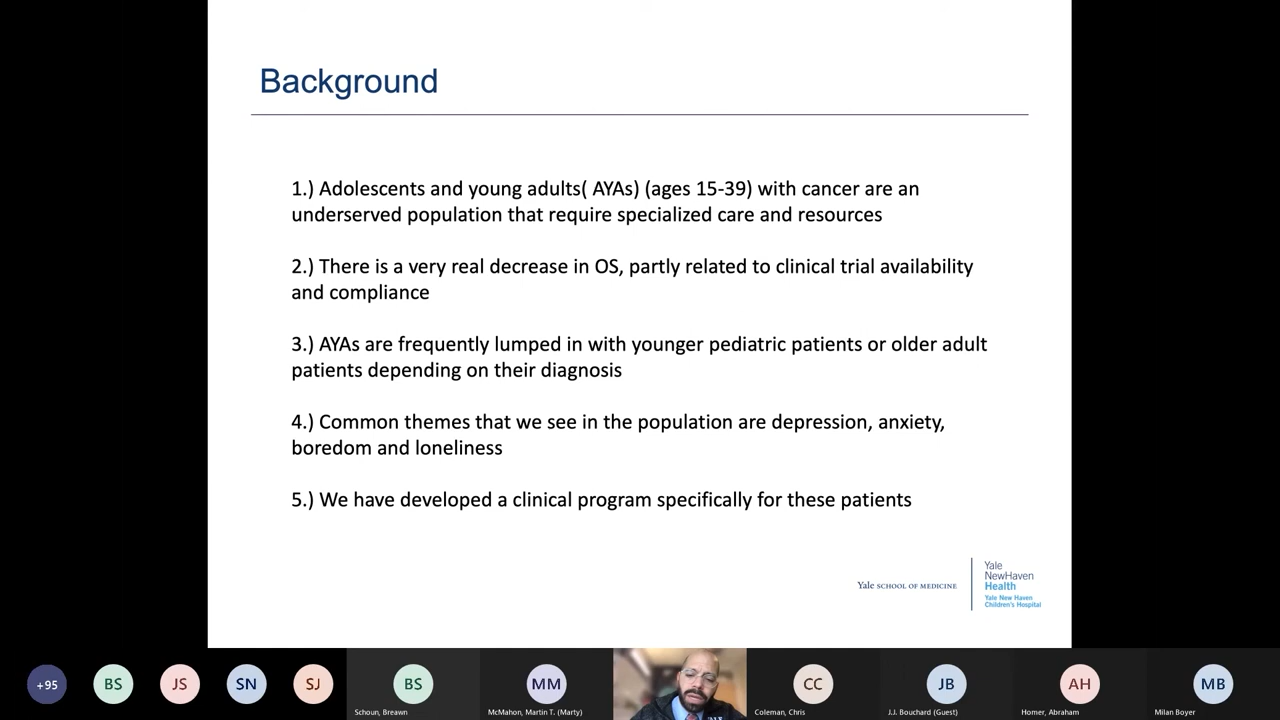 Background
1.) Adolescents and young adults( AYAs) (ages 15-39) with cancer are an
underserved population that require specialized care and resources
2.) There is a very real decrease in OS, partly related to clinical trial availability
and compliance
3.) AYAs are frequently lumped in with younger pediatric patients or older adult
patients depending on their diagnosis
4.) Common themes that we see in the population are depression, anxiety,
boredom and loneliness
5.) We have developed a clinical program specifically for these patients
Yale SCHOOL OF MEDICINE
Yale
NewHaven
Health
Yale New Haven
Children's Hospital
+95
BS
JS
SN
SJ
BS
MM
CC
JB
AH
MB
Schoun, Breawn
McMahon, Martin T. (Marty)
Coleman, Chris
J.J. Bouchard (Guest)
Homer, Abraham
Milan Boyer